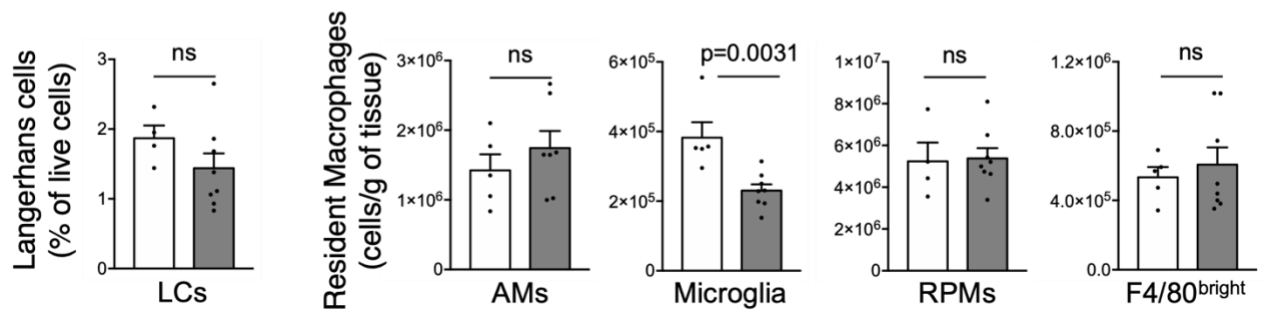 Langerhans cells
(% of live cells)
3
2
1
0
ns
LCs
Resident Macrophages
(cells/g of tissue)
3×10⁶
2×10⁶
1×10⁶
0
ns
AMs
6×10⁵
4×10⁵
2×10⁵
0
p=0.0031
Microglia
1×10⁷
8×10⁶
6×10⁶
4×10⁶
2×10⁶
0
ns
RPMs
1.2×10⁶
8.0×10⁵
4.0×10⁵
0.0
ns
F4/80ᵇʳⁱᵍʰᵗ